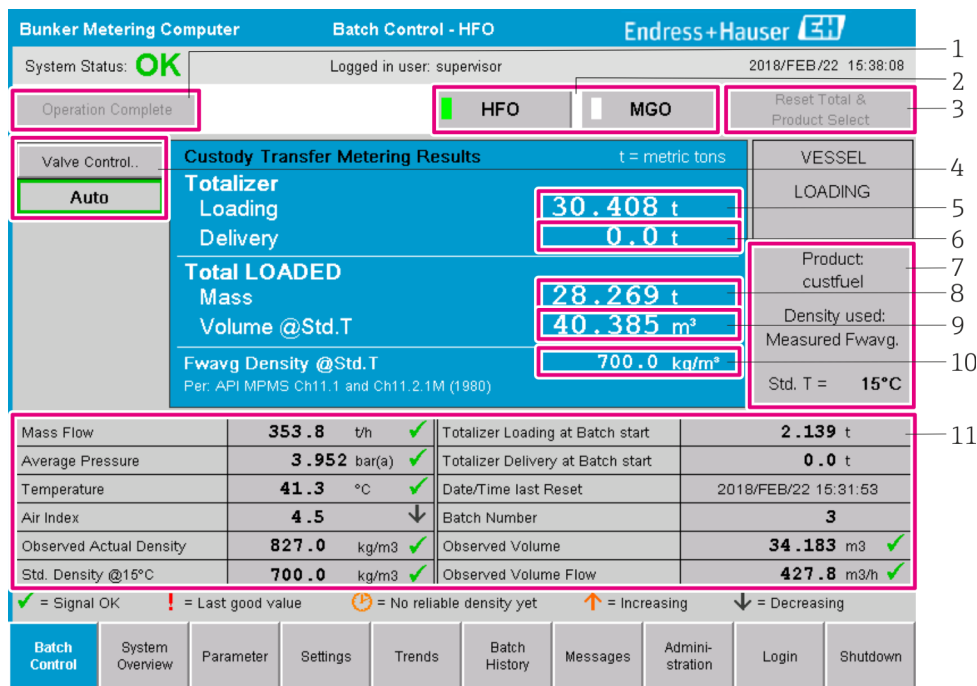 Bunker Metering Computer Batch Control - HFO Endress+Hauser EH
System Status: OK Logged in user: supervisor 2018/FEB/22 15:38:08
1
2
Operation Complete HFO MGO Reset Total &
Product Select 3
Valve Control.. Custody Transfer Metering Results t = metric tons VESSEL 4
Auto Totalizer LOADING
Loading 30.408 t 5
Delivery 0.0 t 6
Product: 7
custfuel
Total LOADED
Mass 28.269 t 8
Density used:
Volume @Std.T 40.385 m³ 9
Measured Fwavg.
Fwavg Density @Std.T 700.0 kg/m³ 10
Per: API MPMS Ch11.1 and Ch11.2.1M (1980) Std. T = 15°C
Mass Flow 353.8 t/h Totalizer Loading at Batch start 2.139 t 11
Average Pressure 3.952 bar(a) Totalizer Delivery at Batch start 0.0 t
Temperature 41.3 °C Date/Time last Reset 2018/FEB/22 15:31:53
Air Index 4.5 Batch Number 3
Observed Actual Density 827.0 kg/m3 Observed Volume 34.183 m3
Std. Density @15°C 700.0 kg/m3 Observed Volume Flow 427.8 m3/h
= Signal OK ! = Last good value = No reliable density yet = Increasing = Decreasing
Batch
Control
System
Overview
Parameter
Settings
Trends
Batch
History
Messages
Admini-
stration
Login
Shutdown